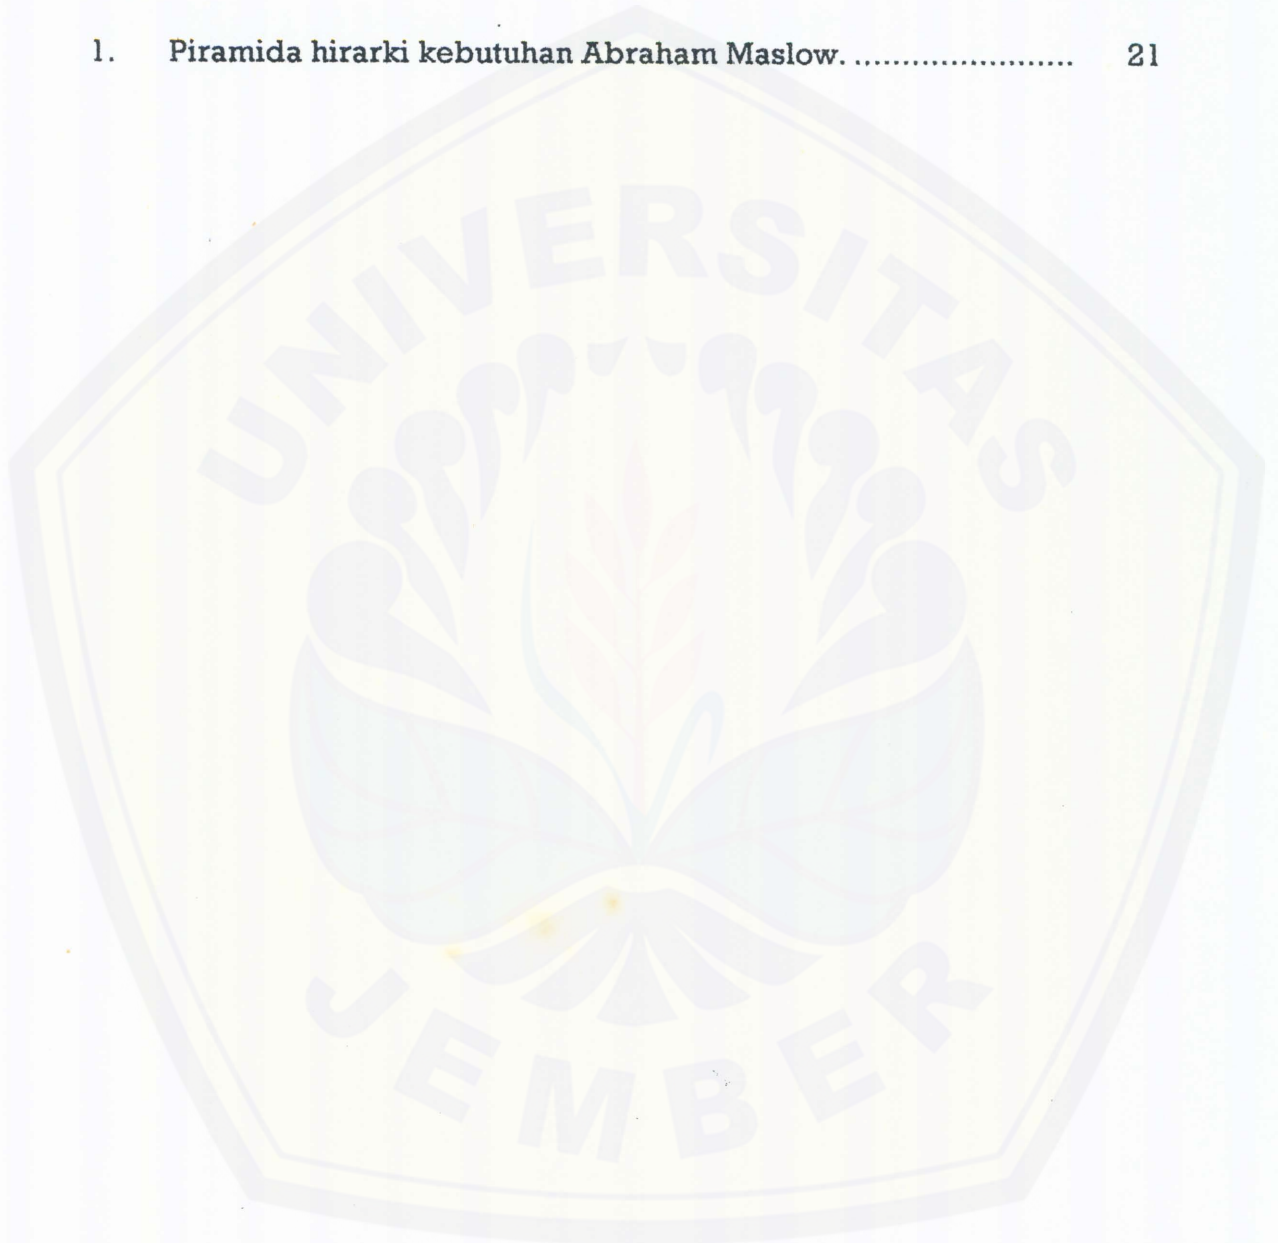 1. Piramida hirarki kebutuhan Abraham Maslow. ....................... 21
UNIVERSITAS
JEMBER